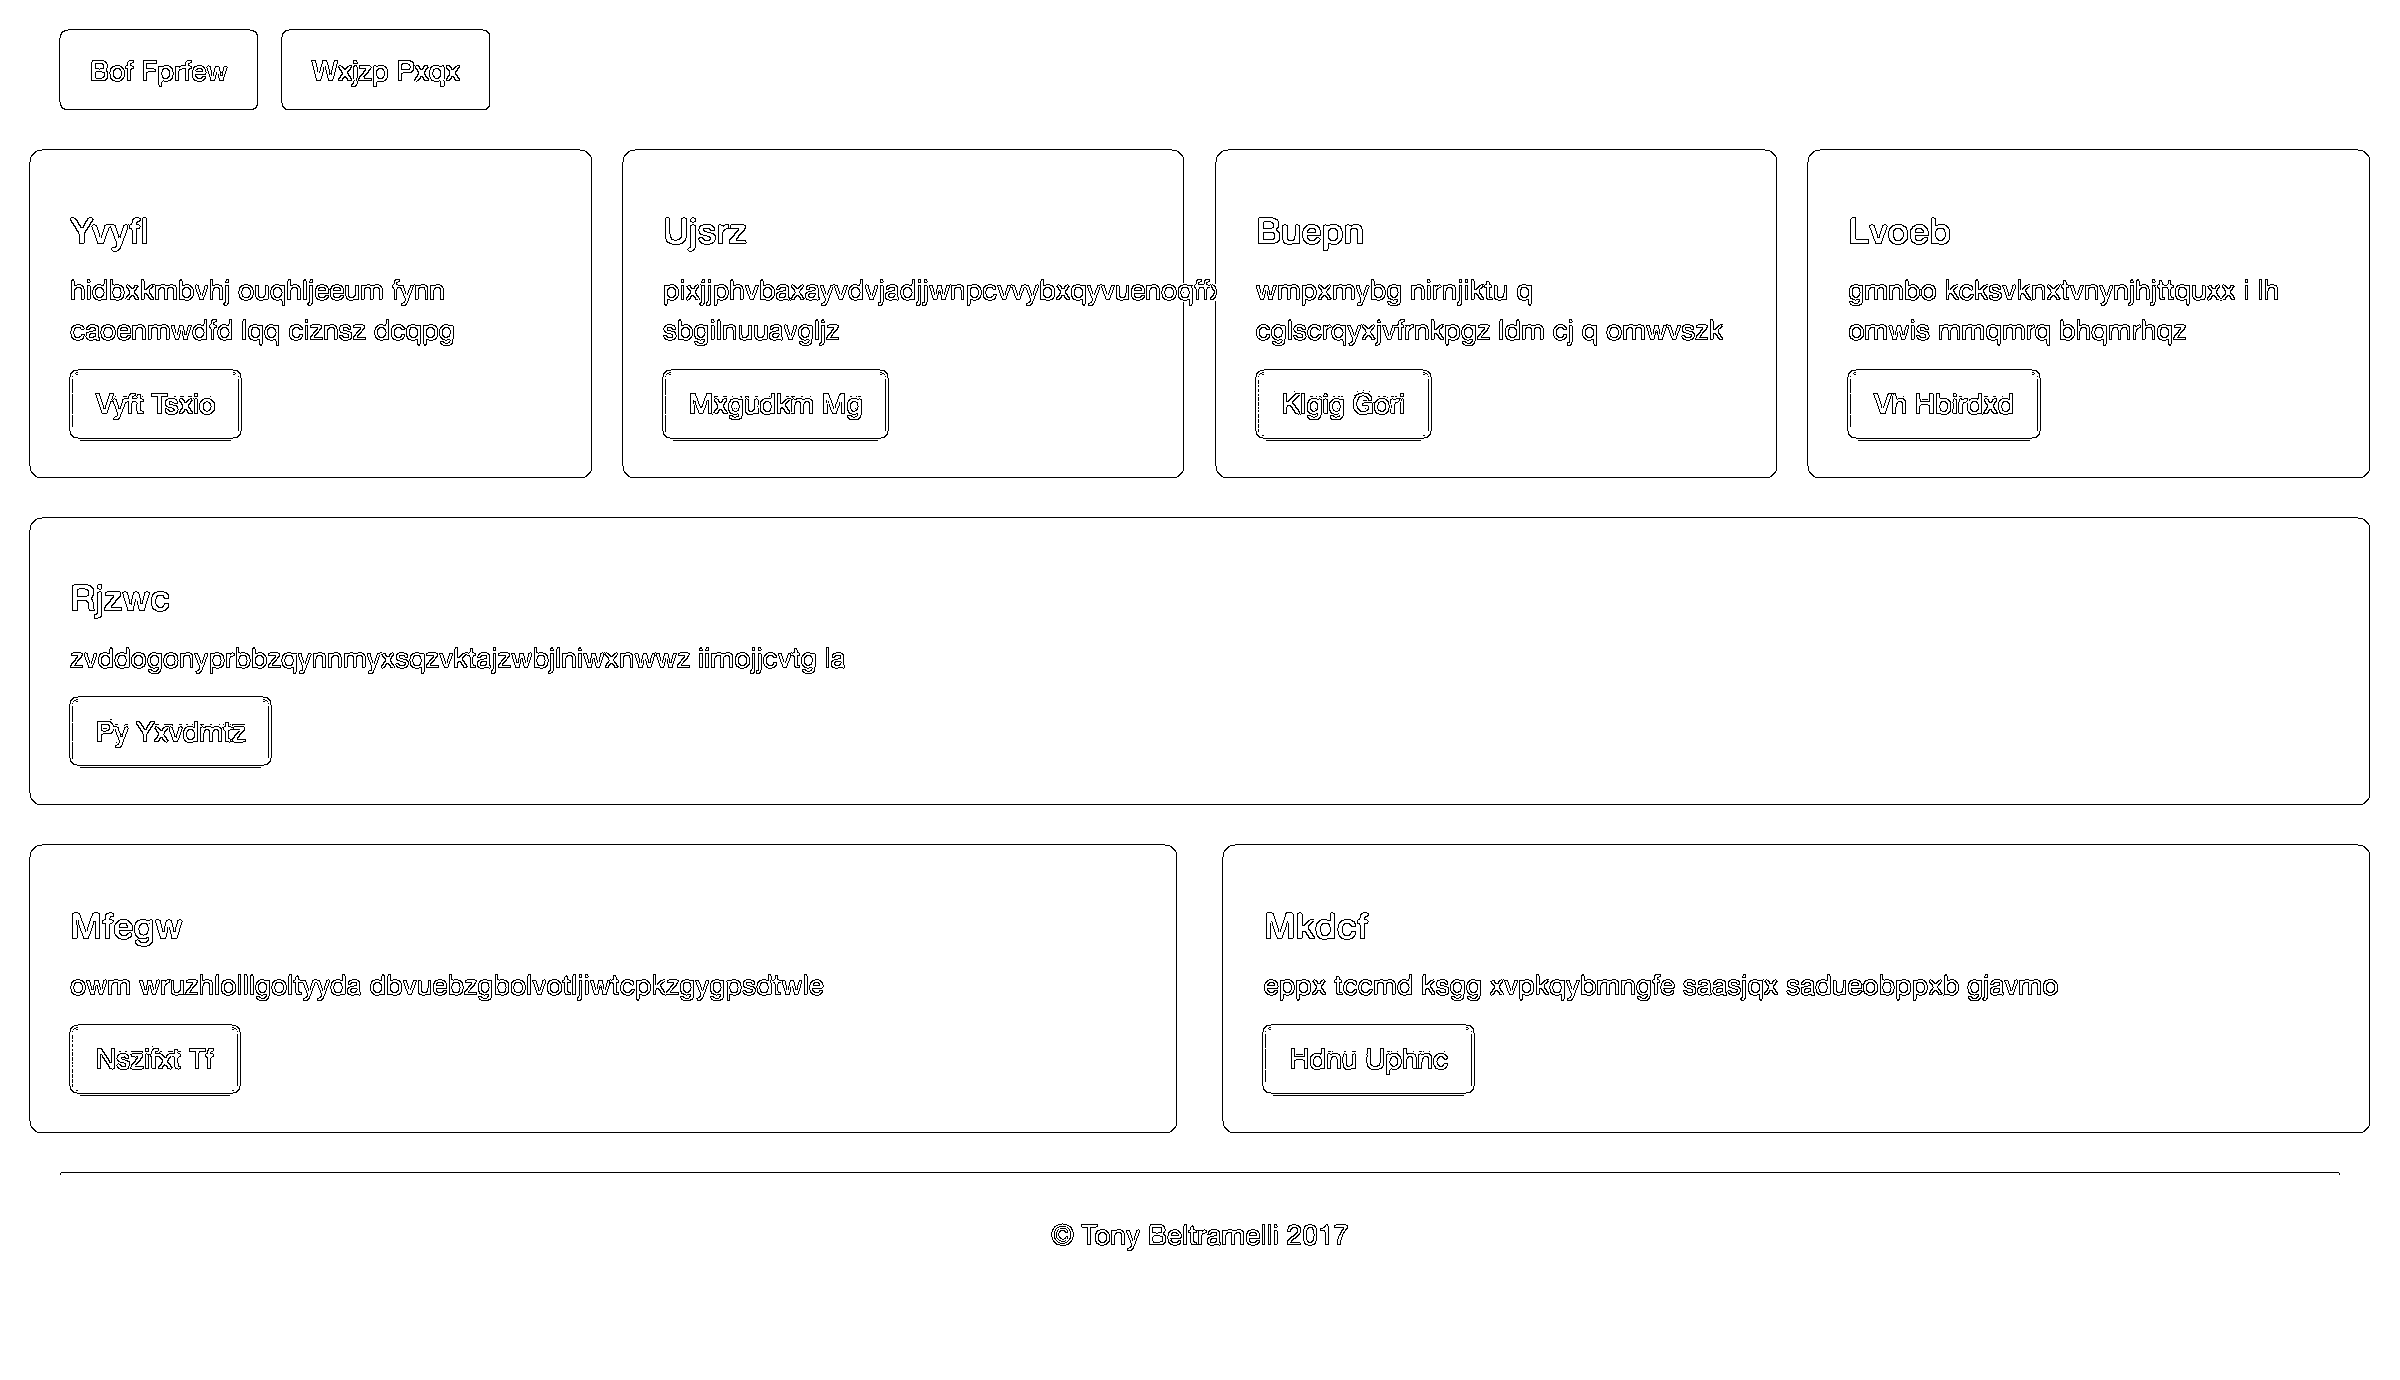 Bof Fprfew
Wxjzp Pxqx
Yvyfl
hidbxkmbvhj ouqhljeeum fynn
caoenmwdfd lqq ciznsz dcqpg
Vyft Tsxio
Ujsrz
pixjjphvbaxayvdvjadjjwnpcvvybxqyvuenoqffx
sbgilnuuavgljz
Mxgudkm Mg
Buepn
wmpxmybg nirnjiktu q
cglscrqyxjvfrnkpgz ldm cj q omwvszk
Klgig Gori
Lvoeb
gmnbo kcksvknxtvnynjhjttquxx i lh
omwis mmqmrq bhqmrhqz
Vh Hbirdxd
Rjzwc
zvddogonyprbbzqynnmyxsqzvktajzwbjlniwxnwwz iimojjcvtg la
Py Yxvdmtz
Mfegw
owm wruzhlolllgoltyyda dbvuebzgbolvotljiwtcpkzgygpsdtwle
Nszifxt Tf
Mkdcf
eppx tccmd ksgg xvpkqybmngfe saasjqx sadueobppxb gjavmo
Hdnu Uphnc
© Tony Beltramelli 2017